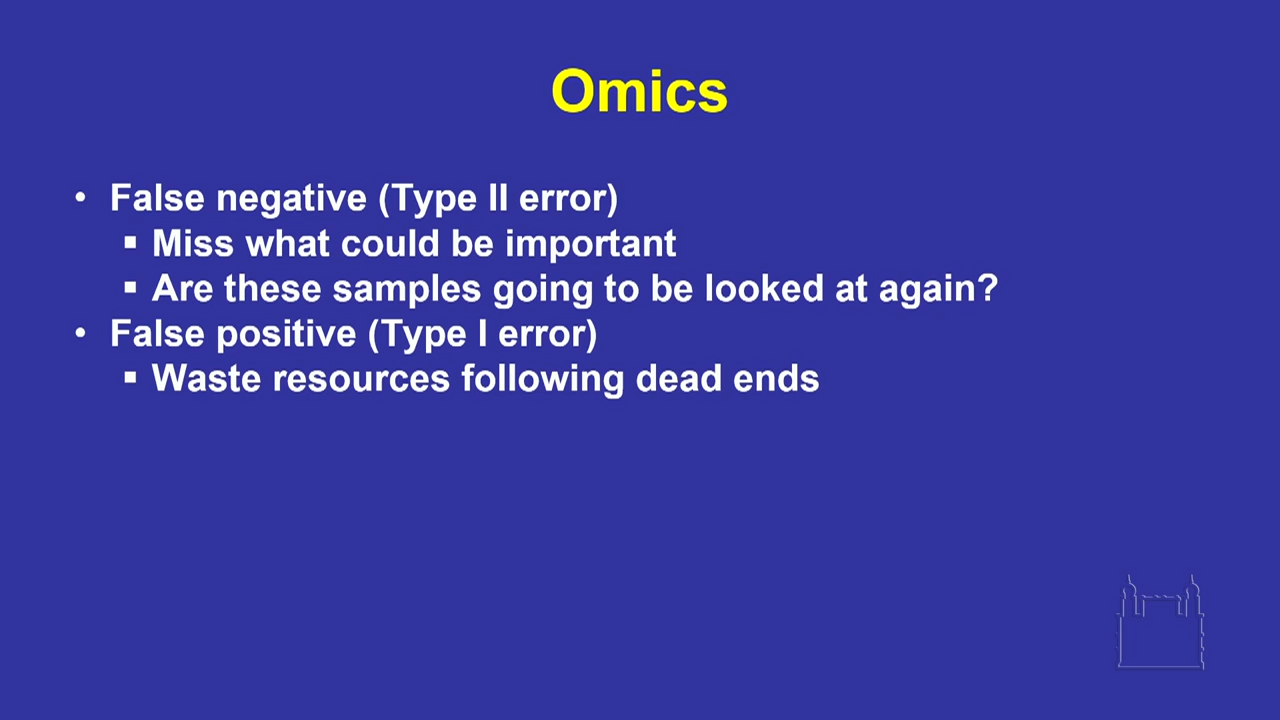 Omics
• False negative (Type II error)
▪ Miss what could be important
▪ Are these samples going to be looked at again?
• False positive (Type I error)
▪ Waste resources following dead ends